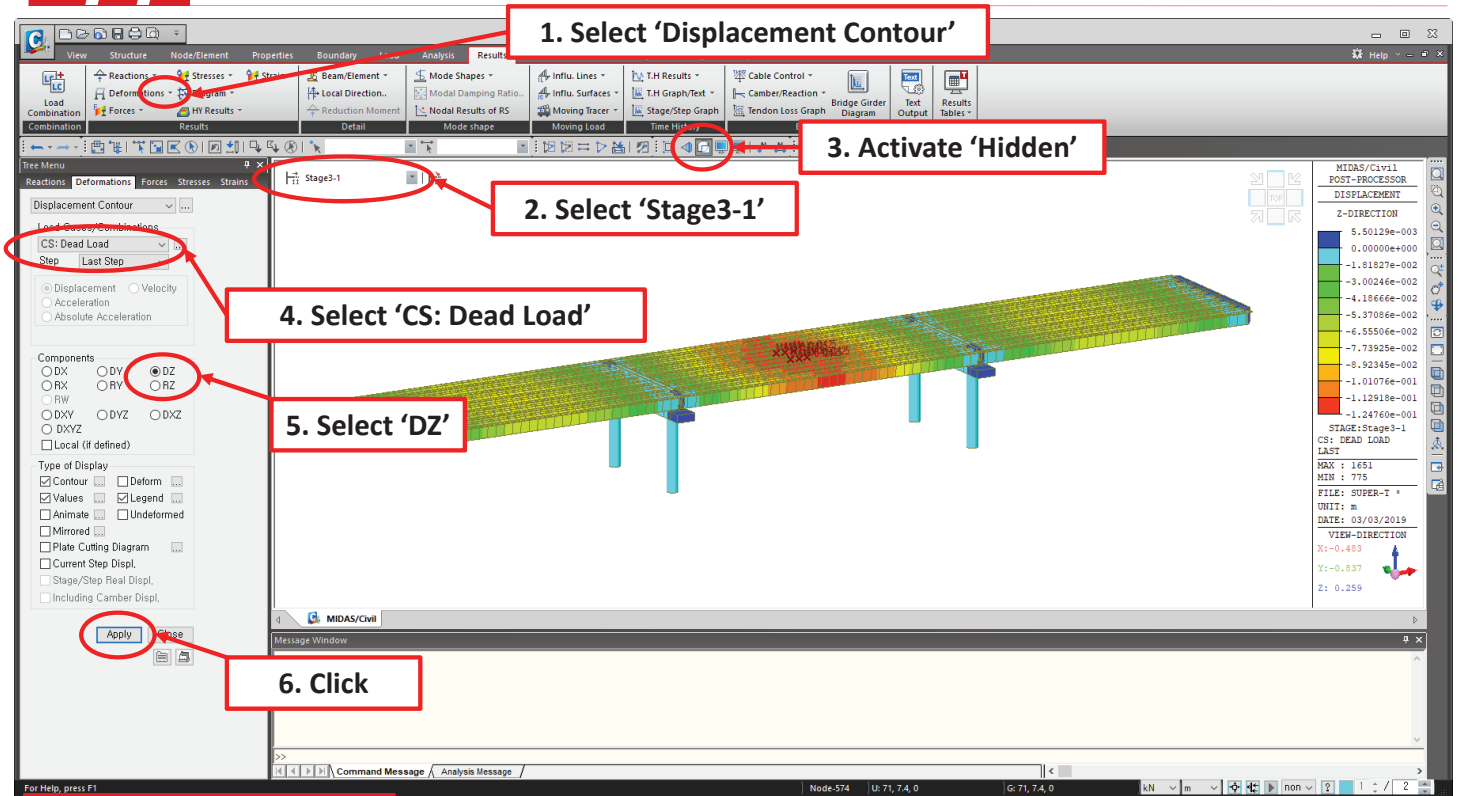 1. Select ‘Displacement Contour’
View Structure Node/Element Properties Boundary Load Analysis Results
Help
Reactions Stresses Strains Beam/Element Mode Shapes Influ. Lines T.H Results Cable Control
Deformations Diagram Local Direction.. Modal Damping Ratio.. Influ. Surfaces T.H Graph/Text Camber/Reaction
Load Combination Forces HY Results Reduction Moment Nodal Results of RS Moving Tracer Stage/Step Graph Tendon Loss Graph Bridge Girder Diagram Text Output Results Tables
Combination Results Detail Mode shape Moving Load Time History
3. Activate ‘Hidden’
Tree Menu
Reactions Deformations Forces Stresses Strains
Stage3-1
2. Select ‘Stage3-1’
TOP
Displacement Contour
Load Cases/Combinations
CS: Dead Load
Step Last Step
4. Select ‘CS: Dead Load’
Displacement Velocity
Acceleration
Absolute Acceleration
Components
DX DY DZ
RX RY RZ
RW
DXY DYZ DXZ
DXYZ
Local (if defined)
5. Select ‘DZ’
Type of Display
Contour Deform
Values Legend
Animate Undeformed
Mirrored
Plate Cutting Diagram
Current Step Displ.
Stage/Step Real Displ.
Including Camber Displ.
Apply Close
6. Click
MIDAS/Civil
POST-PROCESSOR
DISPLACEMENT
Z-DIRECTION
5.50129e-003
0.00000e+000
-1.81827e-002
-3.00246e-002
-4.18666e-002
-5.37086e-002
-6.55506e-002
-7.73925e-002
-8.92345e-002
-1.01076e-001
-1.12918e-001
-1.24760e-001
STAGE:Stage3-1
CS: DEAD LOAD
LAST
MAX : 1651
MIN : 775
FILE: SUPER-T *
UNIT: m
DATE: 03/03/2019
VIEW-DIRECTION
X:-0.483
Y:-0.837
Z: 0.259
MIDAS/Civil
Message Window
>>
Command Message Analysis Message
For Help, press F1 Node-574 U: 71, 7.4, 0 G: 71, 7.4, 0 kN m non 1 / 2